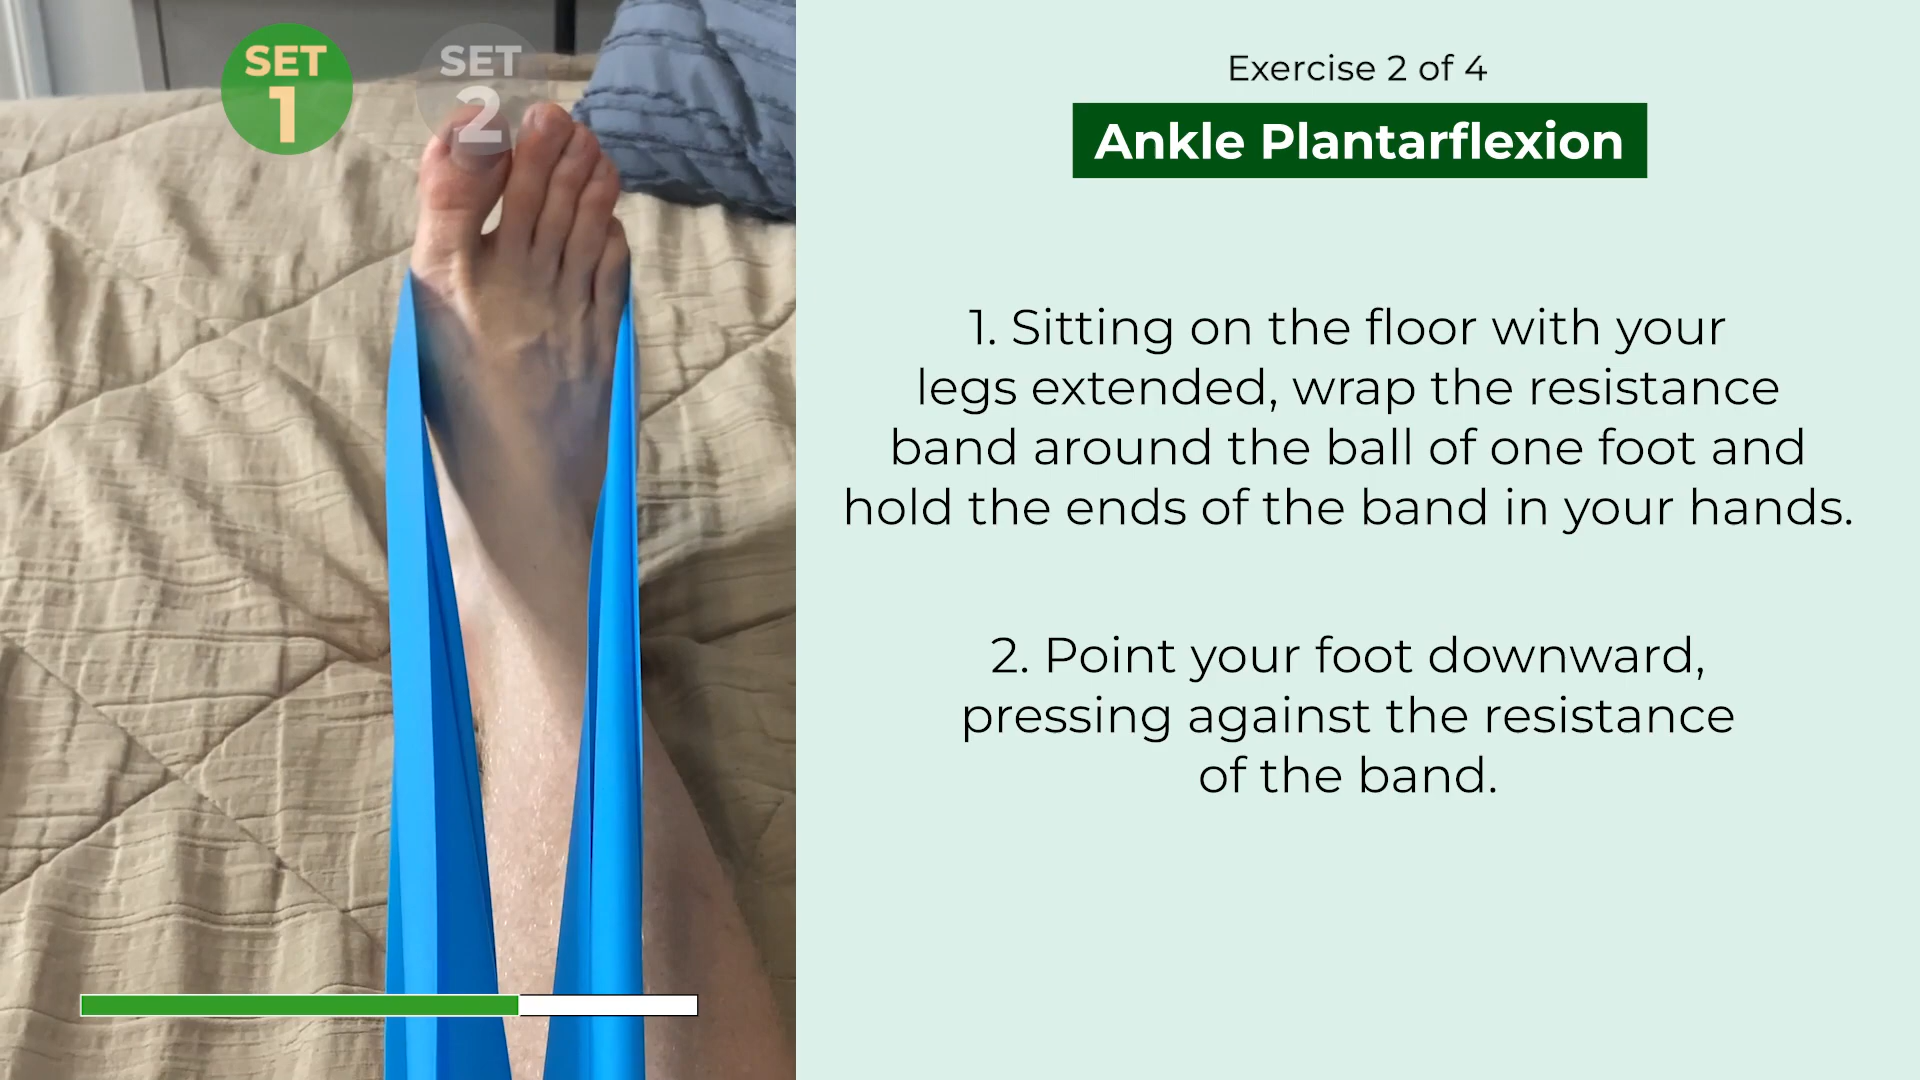 SET
1
SET
2
Exercise 2 of 4
Ankle Plantarflexion
1. Sitting on the floor with your
legs extended, wrap the resistance
band around the ball of one foot and
hold the ends of the band in your hands.
2. Point your foot downward,
pressing against the resistance
of the band.